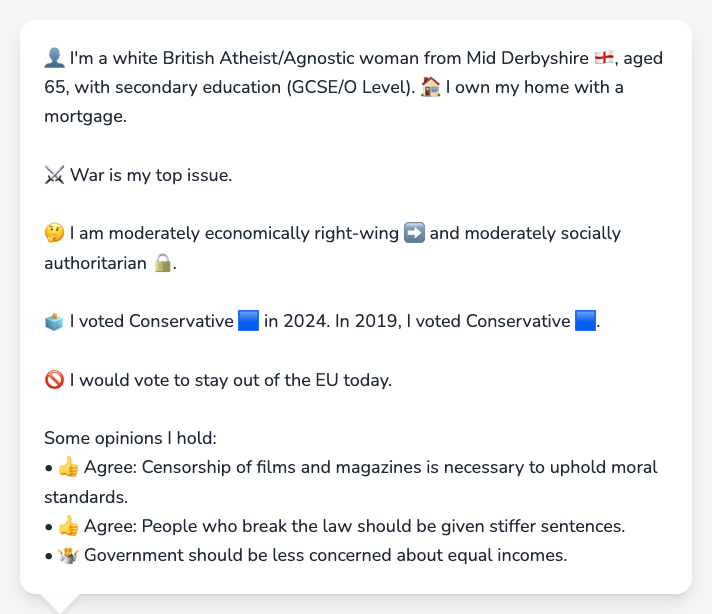 👤 I'm a white British Atheist/Agnostic woman from Mid Derbyshire 🏴󠁧󠁢󠁥󠁮󠁧󠁿, aged
65, with secondary education (GCSE/O Level). 🏠 I own my home with a
mortgage.
⚔️ War is my top issue.
🤔 I am moderately economically right-wing ➡️ and moderately socially
authoritarian 🔒.
🗳️ I voted Conservative 🟦 in 2024. In 2019, I voted Conservative 🟦.
🚫 I would vote to stay out of the EU today.
Some opinions I hold:
• 👍 Agree: Censorship of films and magazines is necessary to uphold moral
standards.
• 👍 Agree: People who break the law should be given stiffer sentences.
• 🤷 Government should be less concerned about equal incomes.